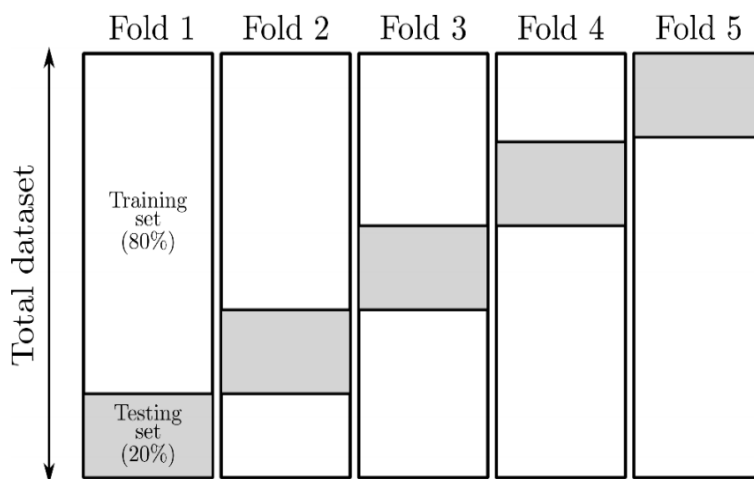 Fold 1
Fold 2
Fold 3
Fold 4
Fold 5
Total dataset
Training
set
(80%)
Testing
set
(20%)